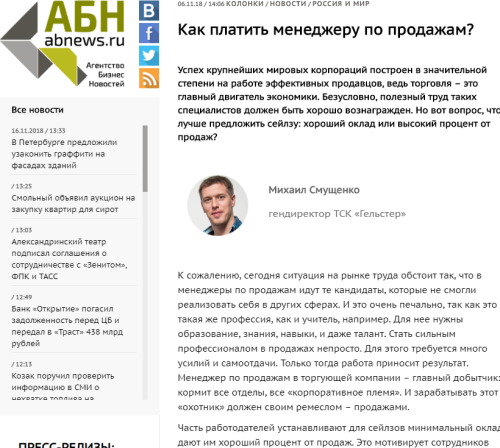 АБН
abnews.ru
Агентство
Бизнес
Новостей
Все новости
16.11.2018 / 13:33
В Петербурге предложили
узаконить граффити на
фасадах зданий
/ 13:25
Смольный объявил аукцион на
закупку квартир для сирот
/ 13:03
Александринский театр
подписал соглашения о
сотрудничестве с «Зенитом»,
ФПК и ТАСС
/ 12:49
Банк «Открытие» погасил
задолженность перед ЦБ и
передал в «Траст» 438 млрд
рублей
/ 12:13
Козак поручил проверить
информацию в СМИ о
нехватке топлива на
ПРЕСС-РЕЛИЗЫ:
06.11.18 / 14:06 КОЛОНКИ / НОВОСТИ / РОССИЯ И МИР
Как платить менеджеру по продажам?
Успех крупнейших мировых корпораций построен в значительной
степени на работе эффективных продавцов, ведь торговля – это
главный двигатель экономики. Безусловно, полезный труд таких
специалистов должен быть хорошо вознагражден. Но вот вопрос, что
лучше предложить сейлзу: хороший оклад или высокий процент от
продаж?
Михаил Смущенко
гендиректор ТСК «Гельстер»
К сожалению, сегодня ситуация на рынке труда обстоит так, что в
менеджеры по продажам идут те кандидаты, которые не смогли
реализовать себя в других сферах. И это очень печально, так как это
такая же профессия, как и учитель, например. Для нее нужны
образование, знания, навыки, и даже талант. Стать сильным
профессионалом в продажах непросто. Для этого требуется много
усилий и самоотдачи. Только тогда работа приносит результат.
Менеджер по продажам в торгующей компании – главный добытчик:
кормит все отделы, все «корпоративное племя». И зарабатывать этот
«охотник» должен своим ремеслом – продажами.
Часть работодателей устанавливают для сейлзов минимальный оклад
дают им хороший процент от продаж. Это мотивирует сотрудников